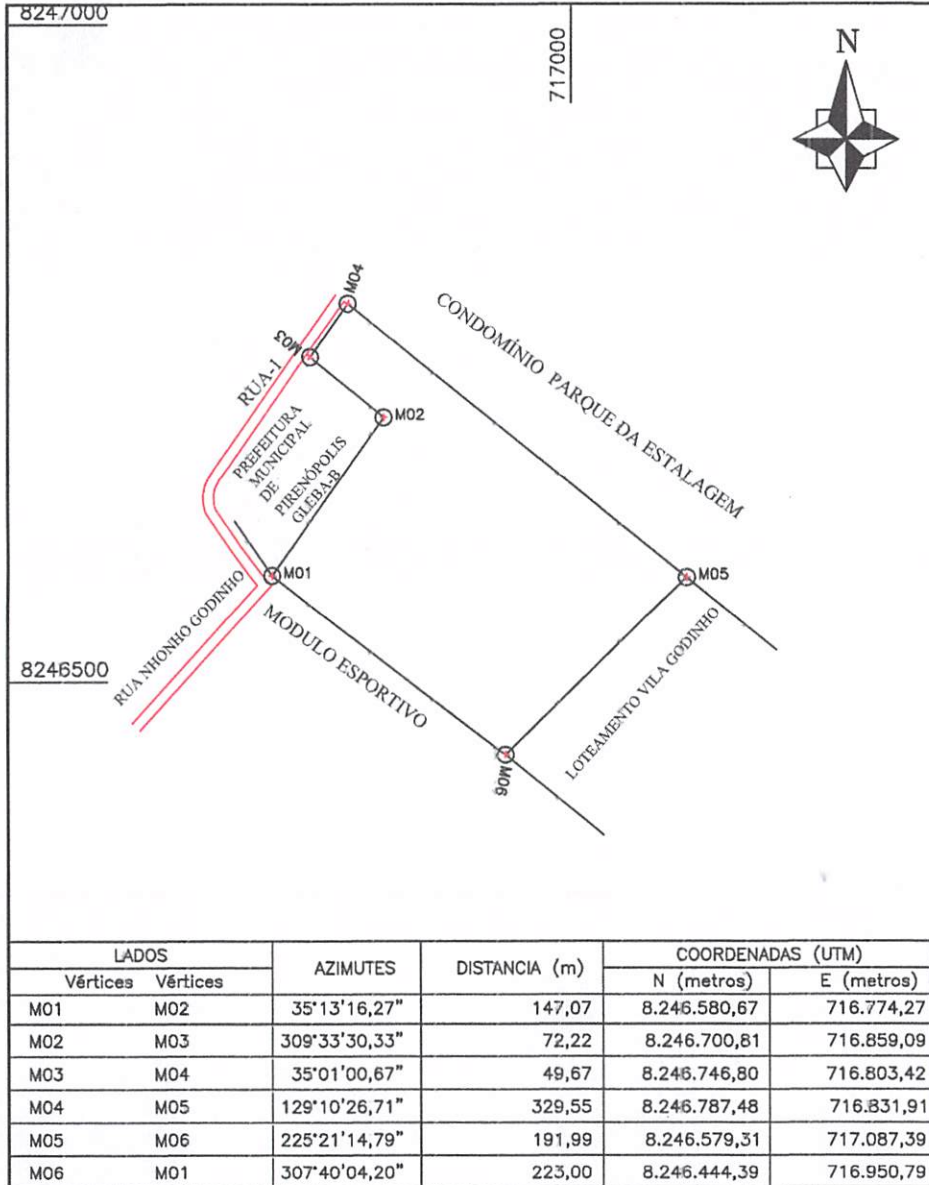 8247000
717000
N
M04
CONDOMÍNIO PARQUE DA ESTALAGEM
M03
RUA-1
M02
PREFEITURA
MUNICIPAL
DE
PIRENÓPOLIS
GLEBA-B
M01
M05
RUA NHONHO GODINHO
MODULO ESPORTIVO
LOTEAMENTO VILA GODINHO
8246500
M06
LADOS AZIMUTES DISTANCIA (m) COORDENADAS (UTM)
Vértices Vértices N (metros) E (metros)
M01 M02 35°13'16,27" 147,07 8.246.580,67 716.774,27
M02 M03 309°33'30,33" 72,22 8.246.700,81 716.859,09
M03 M04 35°01'00,67" 49,67 8.246.746,80 716.803,42
M04 M05 129°10'26,71" 329,55 8.246.787,48 716.831,91
M05 M06 225°21'14,79" 191,99 8.246.579,31 717.087,39
M06 M01 307°40'04,20" 223,00 8.246.444,39 716.950,79